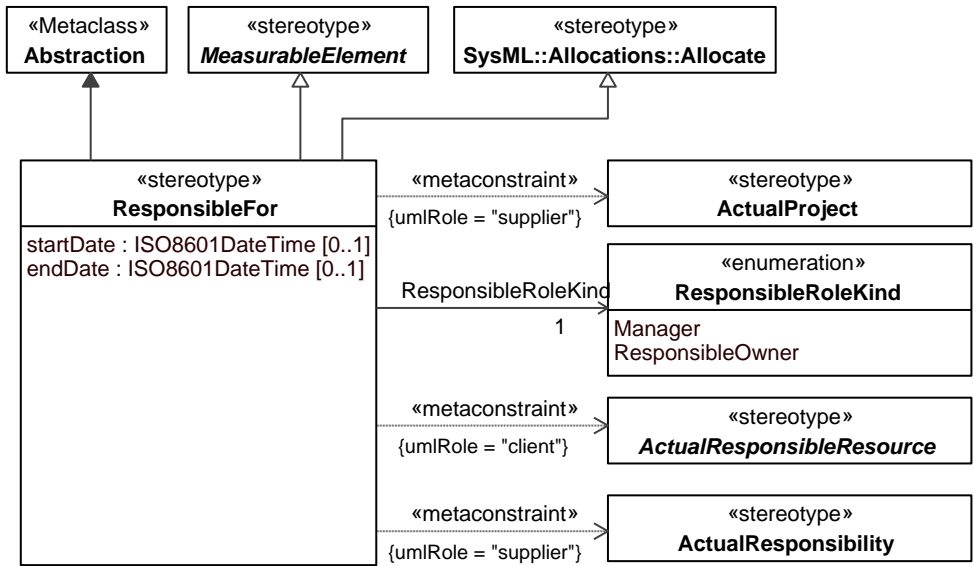 «Metaclass»
Abstraction
«stereotype»
MeasurableElement
«stereotype»
SysML::Allocations::Allocate
«stereotype»
ResponsibleFor
startDate : ISO8601DateTime [0..1]
endDate : ISO8601DateTime [0..1]
«metaconstraint»
{umlRole = "supplier"}
«stereotype»
ActualProject
ResponsibleRoleKind
1
«enumeration»
ResponsibleRoleKind
Manager
ResponsibleOwner
«metaconstraint»
{umlRole = "client"}
«stereotype»
ActualResponsibleResource
«metaconstraint»
{umlRole = "supplier"}
«stereotype»
ActualResponsibility